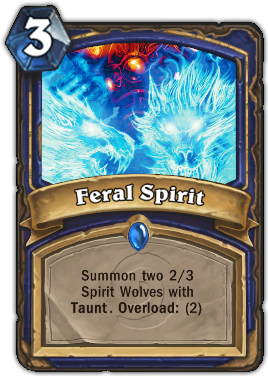 3
Feral Spirit
Summon two 2/3
Spirit Wolves with
Taunt. Overload: (2)